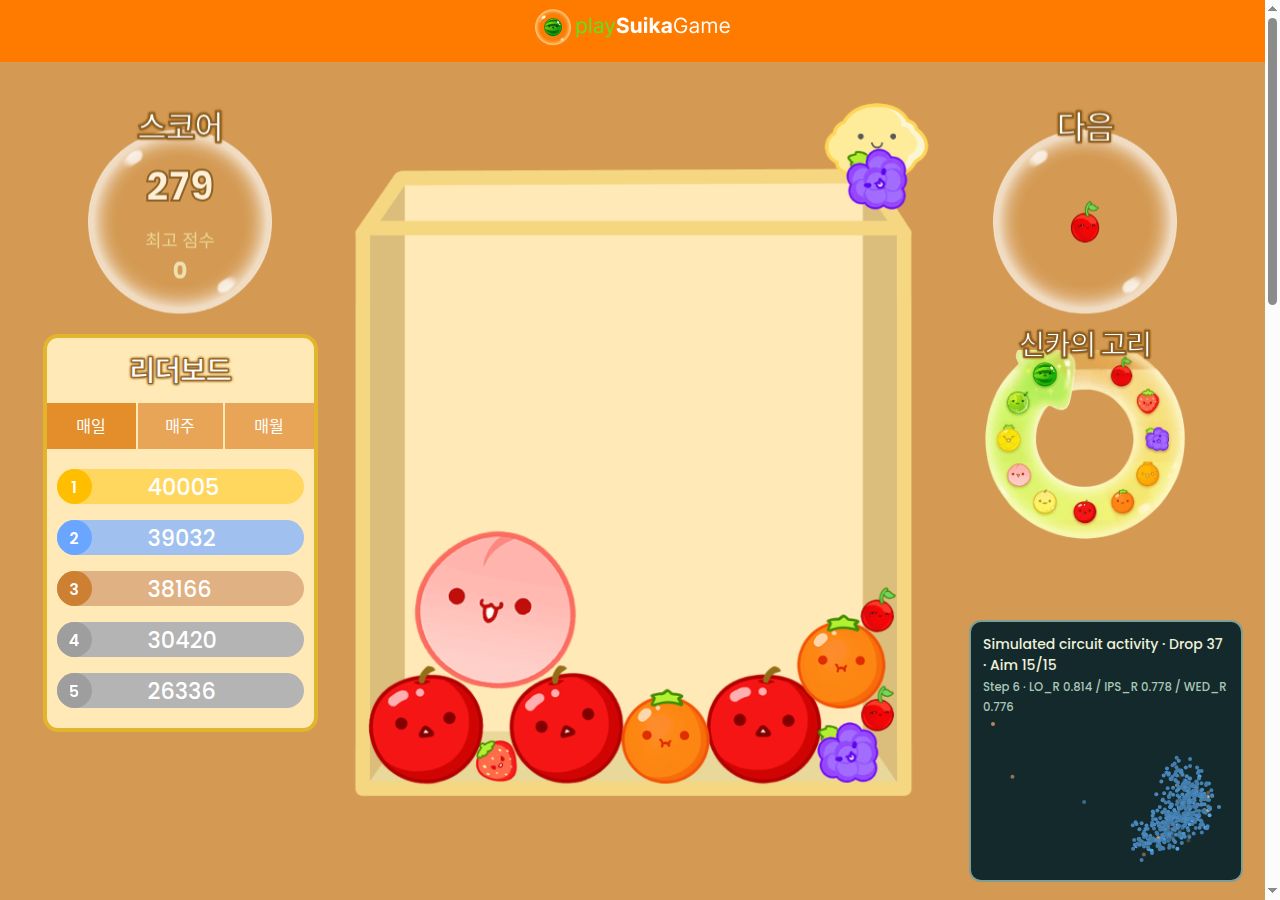 playSuikaGame
스코어
279
최고 점수
0
다음
신카의 고리
리더보드
매일 매주 매월
1 40005
2 39032
3 38166
4 30420
5 26336
Simulated circuit activity · Drop 37
· Aim 15/15
Step 6 · LO_R 0.814 / IPS_R 0.778 / WED_R
0.776